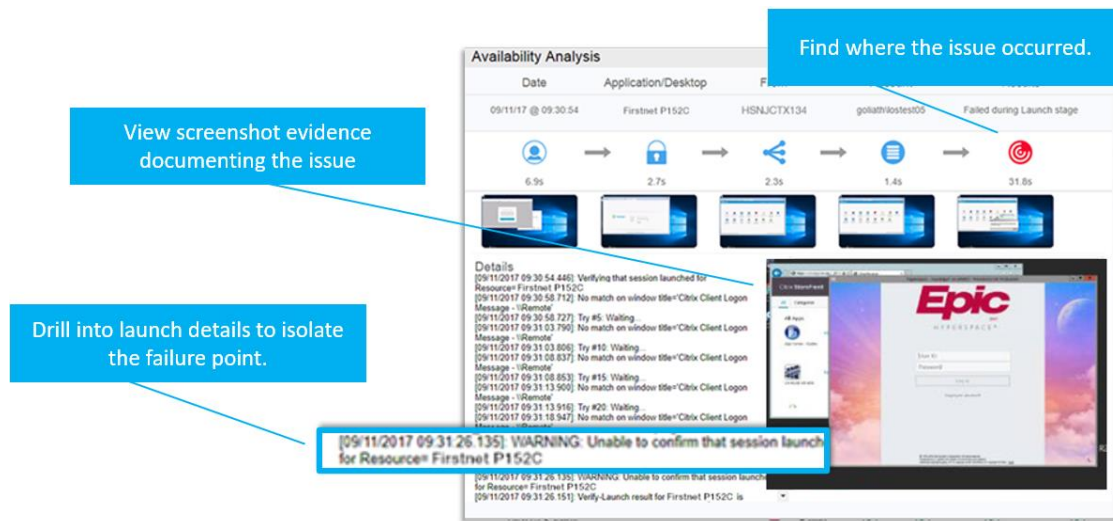 Find where the issue occurred.
Availability Analysis
Date Application/Desktop
09/11/17 @ 09:30:54 Firstnet P152C HSNJCTX134 goliath\lostest05 Failed during Launch stage
View screenshot evidence
documenting the issue
6.9s 2.7s 2.3s 1.4s 31.8s
Details
[09/11/2017 09:30:54.446]: Verifying that session launched for
Resource= Firstnet P152C
[09/11/2017 09:30:58.712]: No match on window title='Citrix Client Logon
Message - \\Remote'
[09/11/2017 09:30:58.727]: Try #5: Waiting...
[09/11/2017 09:31:03.790]: No match on window title='Citrix Client Logon
Message - \\Remote'
[09/11/2017 09:31:03.806]: Try #10: Waiting...
[09/11/2017 09:31:08.837]: No match on window title='Citrix Client Logon
Message - \\Remote'
[09/11/2017 09:31:08.853]: Try #15: Waiting...
[09/11/2017 09:31:13.900]: No match on window title='Citrix Client Logon
Message - \\Remote'
[09/11/2017 09:31:13.916]: Try #20: Waiting...
[09/11/2017 09:31:18.947]: No match on window title='Citrix Client Logon
Drill into launch details to isolate
the failure point.
[09/11/2017 09:31:26.135]: WARNING: Unable to confirm that session launch
for Resource= Firstnet P152C
[09/11/2017 09:31:26.135]: WARNING: Unable to confirm that session launche
for Resource= Firstnet P152C
[09/11/2017 09:31:26.151]: Verify-Launch result for Firstnet P152C is
Citrix StoreFront
All Categories
All Apps
Epic
HYPERSPACE
User ID
Password
Log In